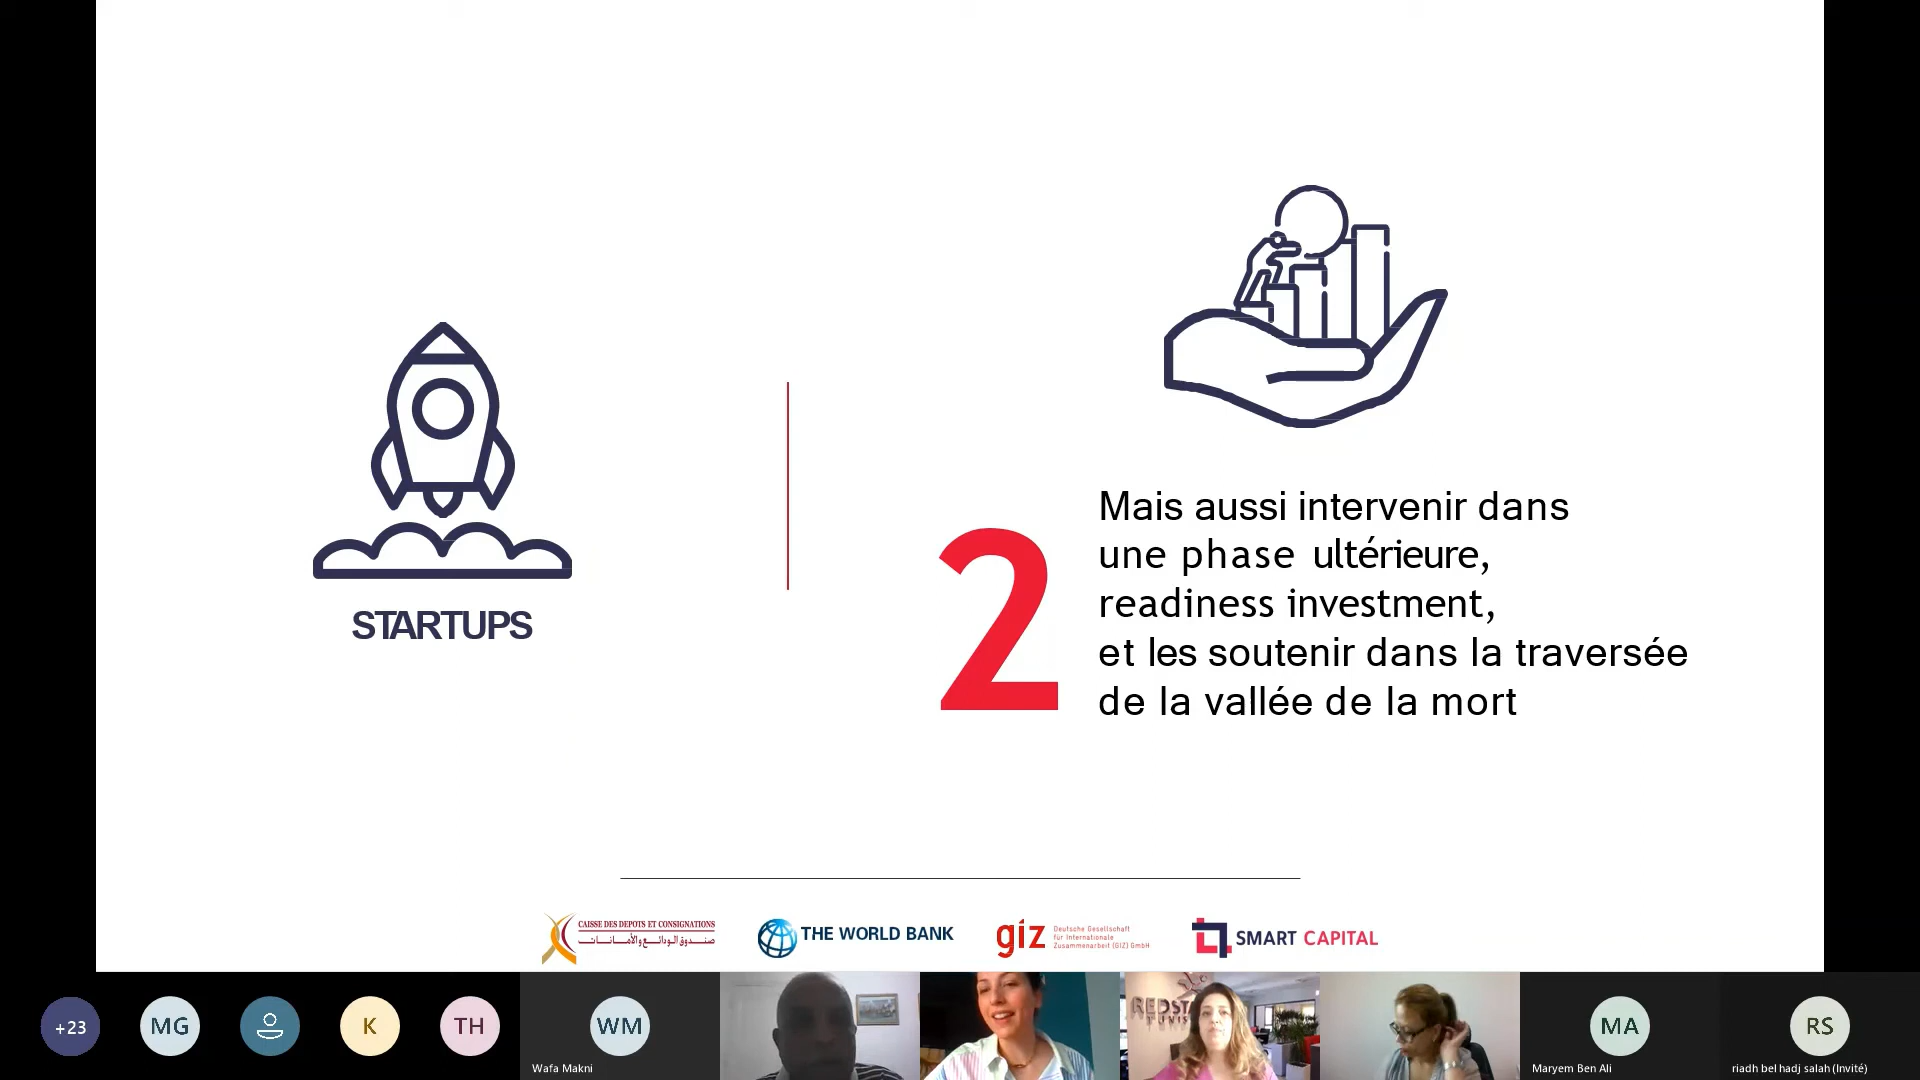 STARTUPS
2
Mais aussi intervenir dans
une phase ultérieure,
readiness investment,
et les soutenir dans la traversée
de la vallée de la mort
CAISSE DES DEPOTS ET CONSIGNATIONS
صندوق الودائع والأمانات
THE WORLD BANK
giz
Deutsche Gesellschaft
für Internationale
Zusammenarbeit (GIZ) GmbH
SMART CAPITAL
+23
MG
K
TH
WM
Wafa Makni
MA
Maryem Ben Ali
RS
riadh bel hadj salah (Invité)